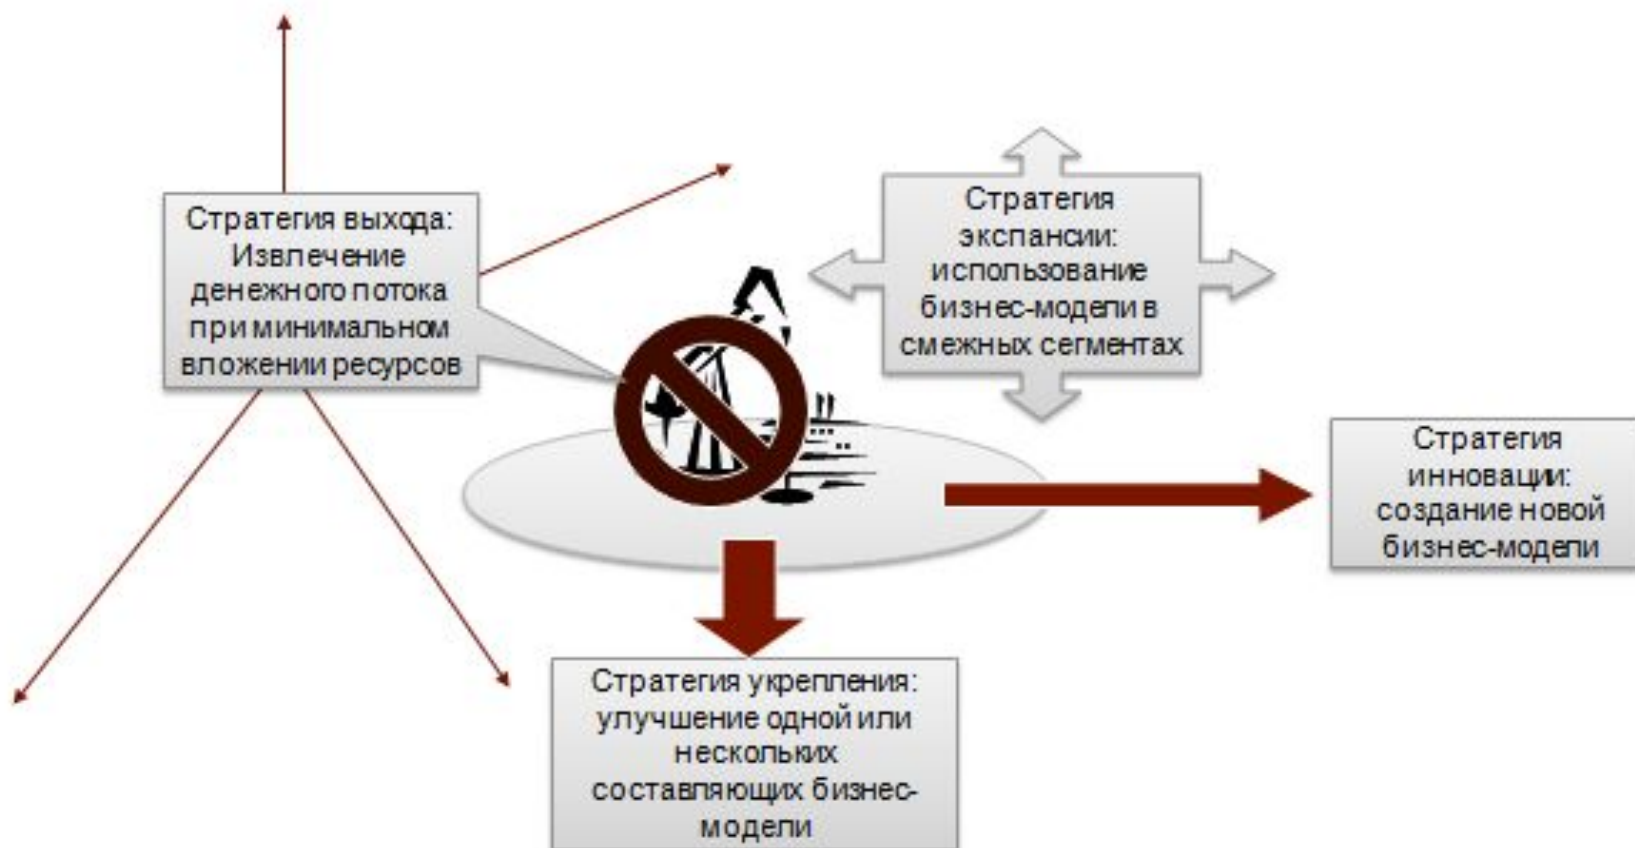 Стратегия выхода:
Извлечение
денежного потока
при минимальном
вложении ресурсов
Стратегия
экспансии:
использование
бизнес-модели в
смежных сегментах
Стратегия
инновации:
создание новой
бизнес-модели
Стратегия укрепления:
улучшение одной или
нескольких
составляющих бизнес-
модели